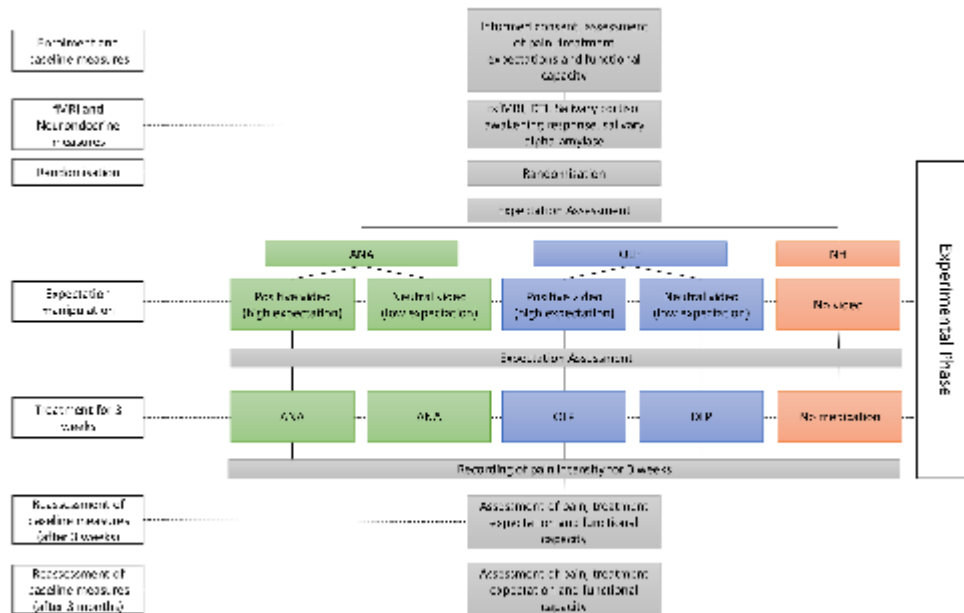 Enrolment and
baseline measures
Informed consent, assessment
of pain, treatment
expectations and functional
capacity
fMRI and
Neuroendocrine
measures
rsfMRI, DTI, Salivary cortisol
awakening response, salivary
alpha amylase
Randomisation
Randomisation
Expectation Assessment
ANA
OLP
NH
Expectation
manipulation
Positive video
(high expectation)
Neutral video
(low expectation)
Positive video
(high expectation)
Neutral video
(low expectation)
No video
Expectation Assessment
Experimental Phase
Treatment for 3
weeks
ANA
ANA
OLP
OLP
No medication
Recording of pain intensity for 3 weeks
Reassessment of
baseline measures
(after 3 weeks)
Assessment of pain, treatment
expectation and functional
capacity
Reassessment of
baseline measures
(after 3 months)
Assessment of pain, treatment
expectation and functional
capacity